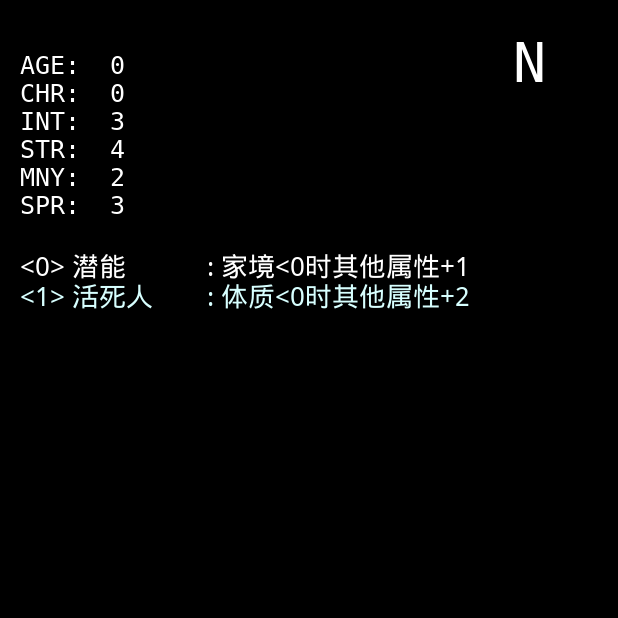 N
AGE: 0
CHR: 0
INT: 3
STR: 4
MNY: 2
SPR: 3
<0> 潜能 : 家境<0时其他属性+1
<1> 活死人 : 体质<0时其他属性+2